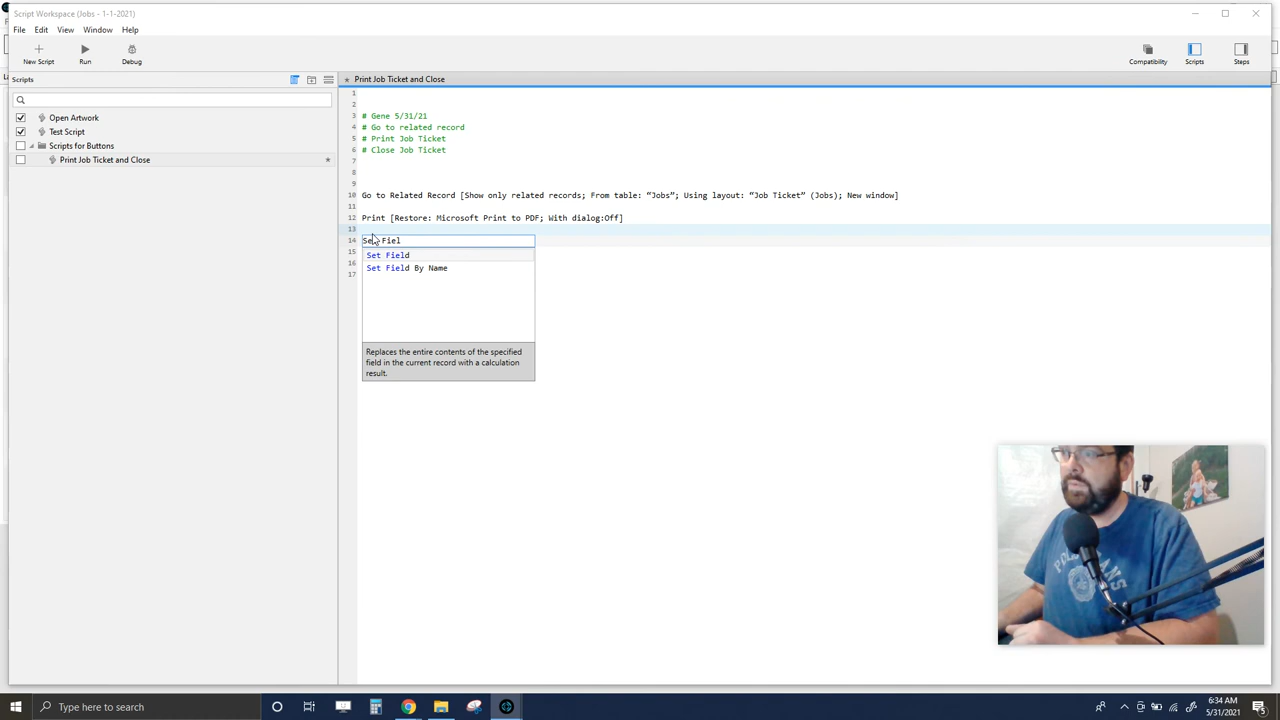 Script Workspace (Jobs - 1-1-2021)
File Edit View Window Help
New Script Run Debug Compatibility Scripts Steps
Scripts
★ Print Job Ticket and Close
Open Artwork
Test Script
Scripts for Buttons
Print Job Ticket and Close *
1
2
3 # Gene 5/31/21
4 # Go to related record
5 # Print Job Ticket
6 # Close Job Ticket
7
8
9
10 Go to Related Record [Show only related records; From table: “Jobs”; Using layout: “Job Ticket” (Jobs); New window]
11
12 Print [Restore: Microsoft Print to PDF; With dialog:Off]
13
14 Set Fiel
15 Set Field
16 Set Field By Name
17
Replaces the entire contents of the specified
field in the current record with a calculation
result.
Type here to search
6:34 AM
5/31/2021
5